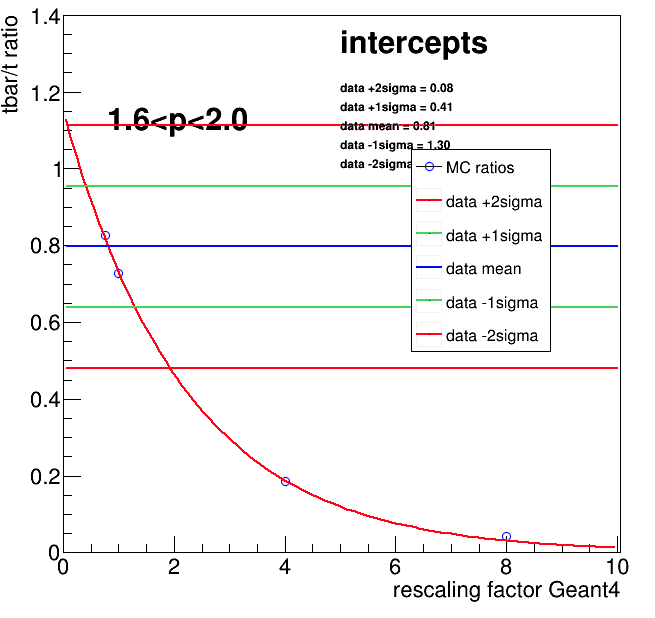 tbar/t ratio
1.4
1.2
1
0.8
0.6
0.4
0.2
0
intercepts
data +2sigma = 0.08
data +1sigma = 0.41
data mean = 0.81
data -1sigma = 1.30
data -2sigma
1.6<p<2.0
MC ratios
data +2sigma
data +1sigma
data mean
data -1sigma
data -2sigma
0 2 4 6 8 10
rescaling factor Geant4